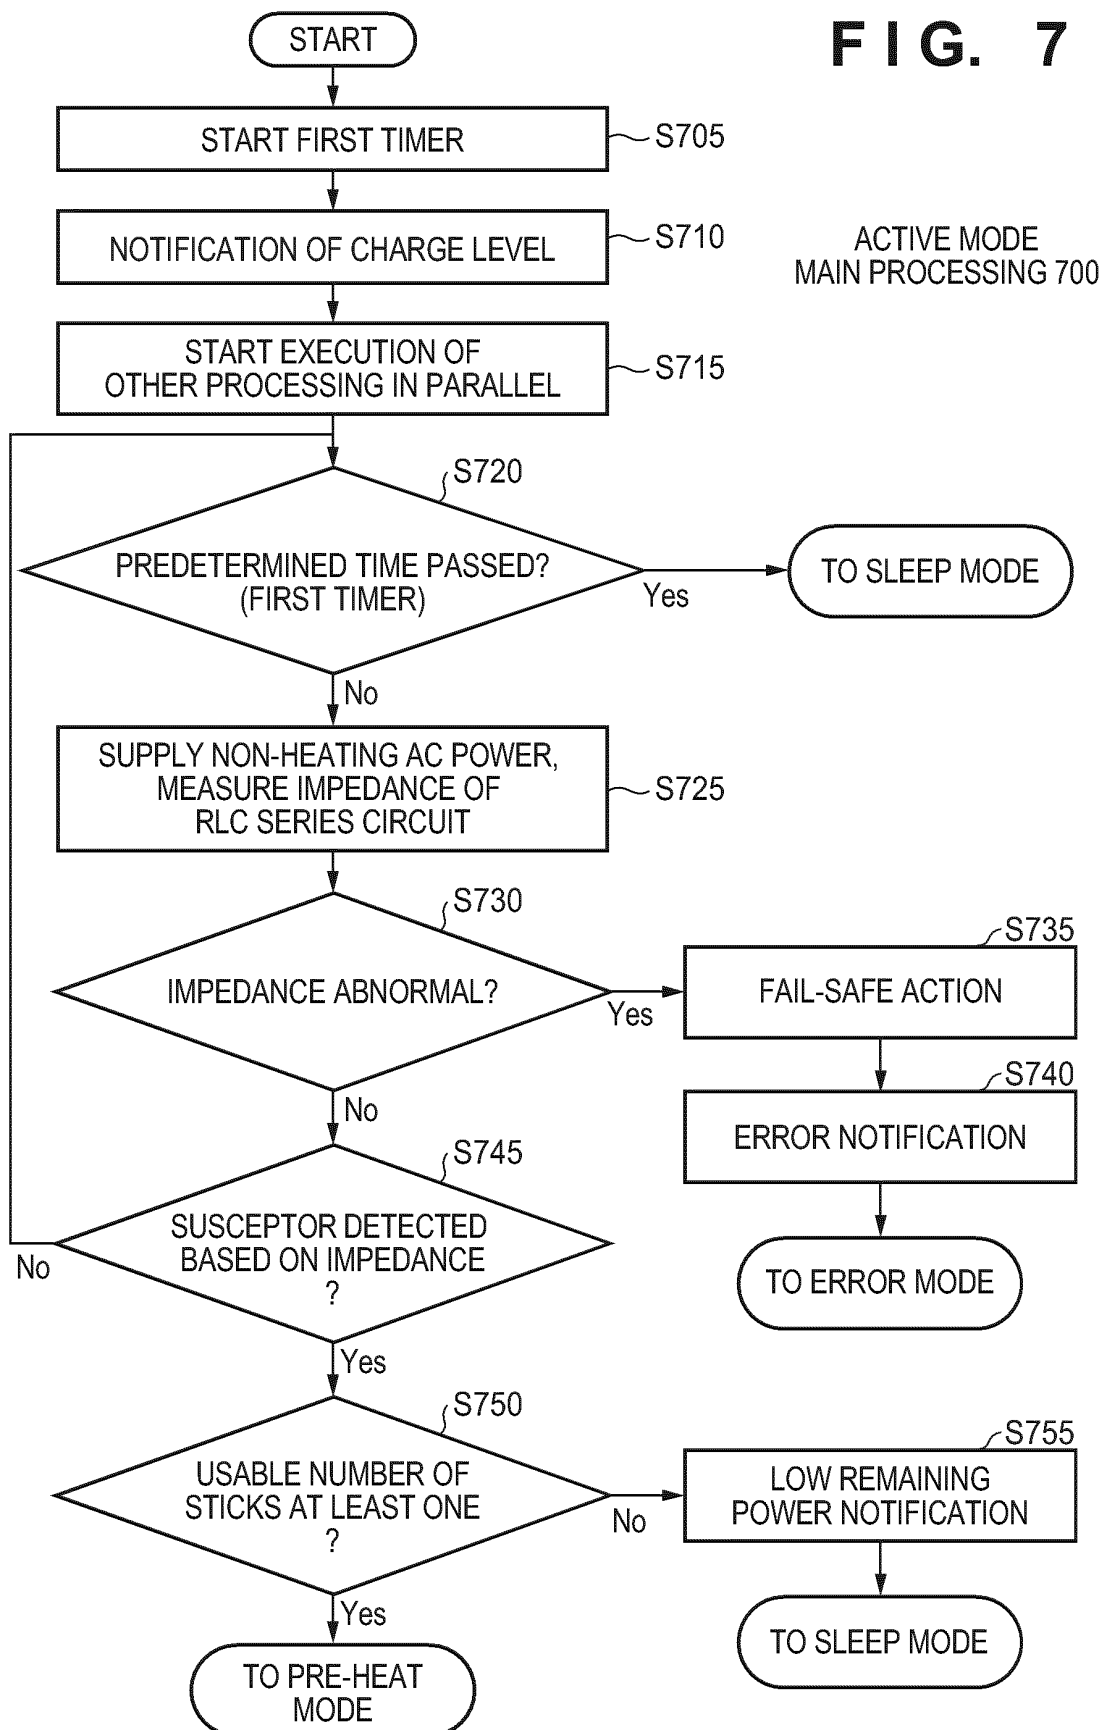 START
FIG. 7
START FIRST TIMER
S705
NOTIFICATION OF CHARGE LEVEL
S710
ACTIVE MODE
MAIN PROCESSING 700
START EXECUTION OF
OTHER PROCESSING IN PARALLEL
S715
S720
PREDETERMINED TIME PASSED?
(FIRST TIMER)
Yes
TO SLEEP MODE
No
SUPPLY NON-HEATING AC POWER,
MEASURE IMPEDANCE OF
RLC SERIES CIRCUIT
S725
S730
IMPEDANCE ABNORMAL?
Yes
S735
FAIL-SAFE ACTION
No
S740
ERROR NOTIFICATION
TO ERROR MODE
S745
SUSCEPTOR DETECTED
BASED ON IMPEDANCE
?
No
Yes
S750
USABLE NUMBER OF
STICKS AT LEAST ONE
?
No
S755
LOW REMAINING
POWER NOTIFICATION
TO SLEEP MODE
Yes
TO PRE-HEAT
MODE